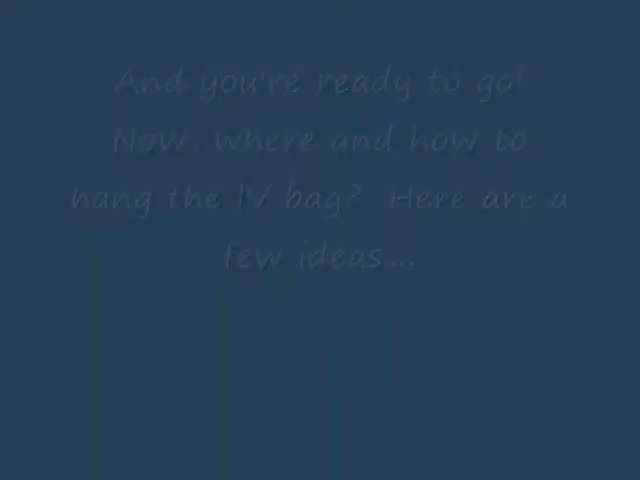 And you're ready to go!
Now, where and how to
hang the IV bag? Here are a
few ideas....